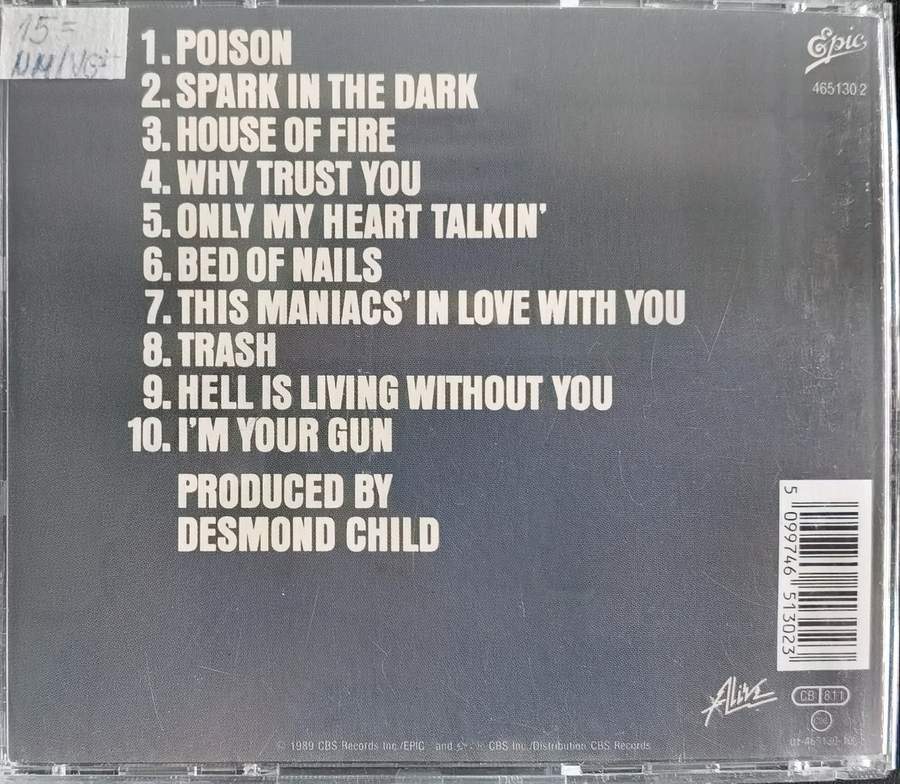 15=
NM/VG+
1. POISON
2. SPARK IN THE DARK
3. HOUSE OF FIRE
4. WHY TRUST YOU
5. ONLY MY HEART TALKIN'
6. BED OF NAILS
7. THIS MANIACS' IN LOVE WITH YOU
8. TRASH
9. HELL IS LIVING WITHOUT YOU
10. I'M YOUR GUN
PRODUCED BY
DESMOND CHILD
Epic
465130 2
5 099746 513023
Alive
CB 811
© 1989 CBS Records Inc./EPIC and CBS Inc./Distribution CBS Records